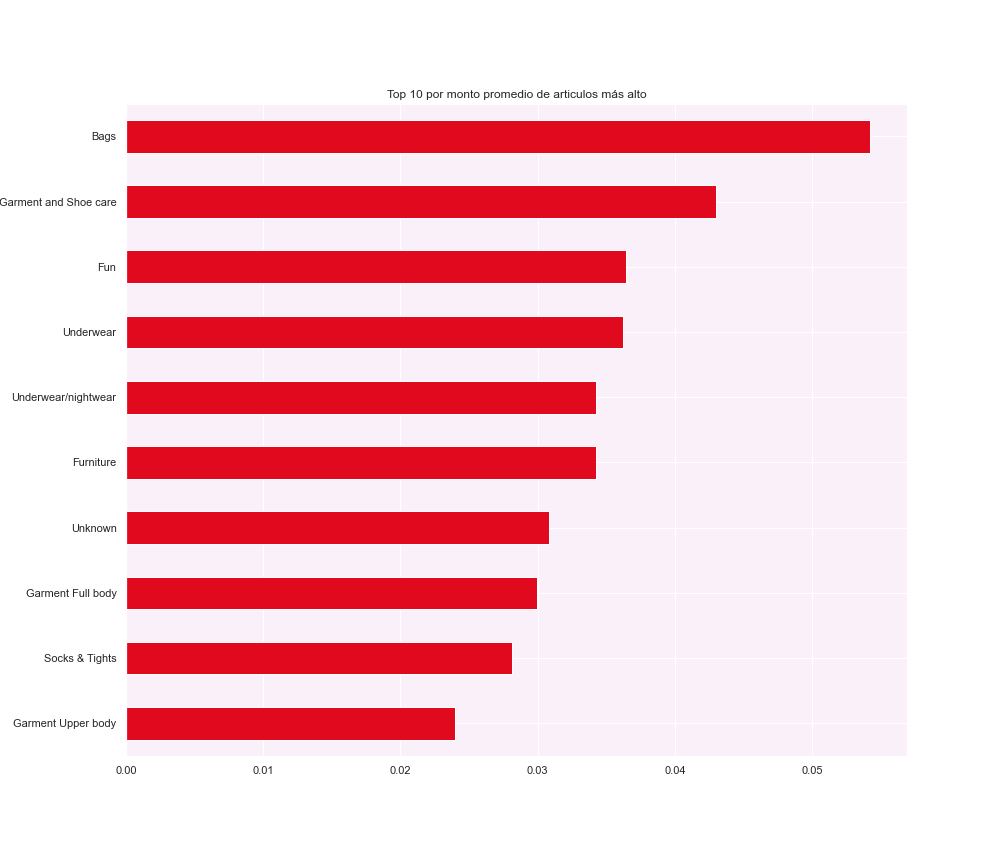 Top 10 por monto promedio de articulos más alto
Bags
Garment and Shoe care
Fun
Underwear
Underwear/nightwear
Furniture
Unknown
Garment Full body
Socks & Tights
Garment Upper body
0.00 0.01 0.02 0.03 0.04 0.05